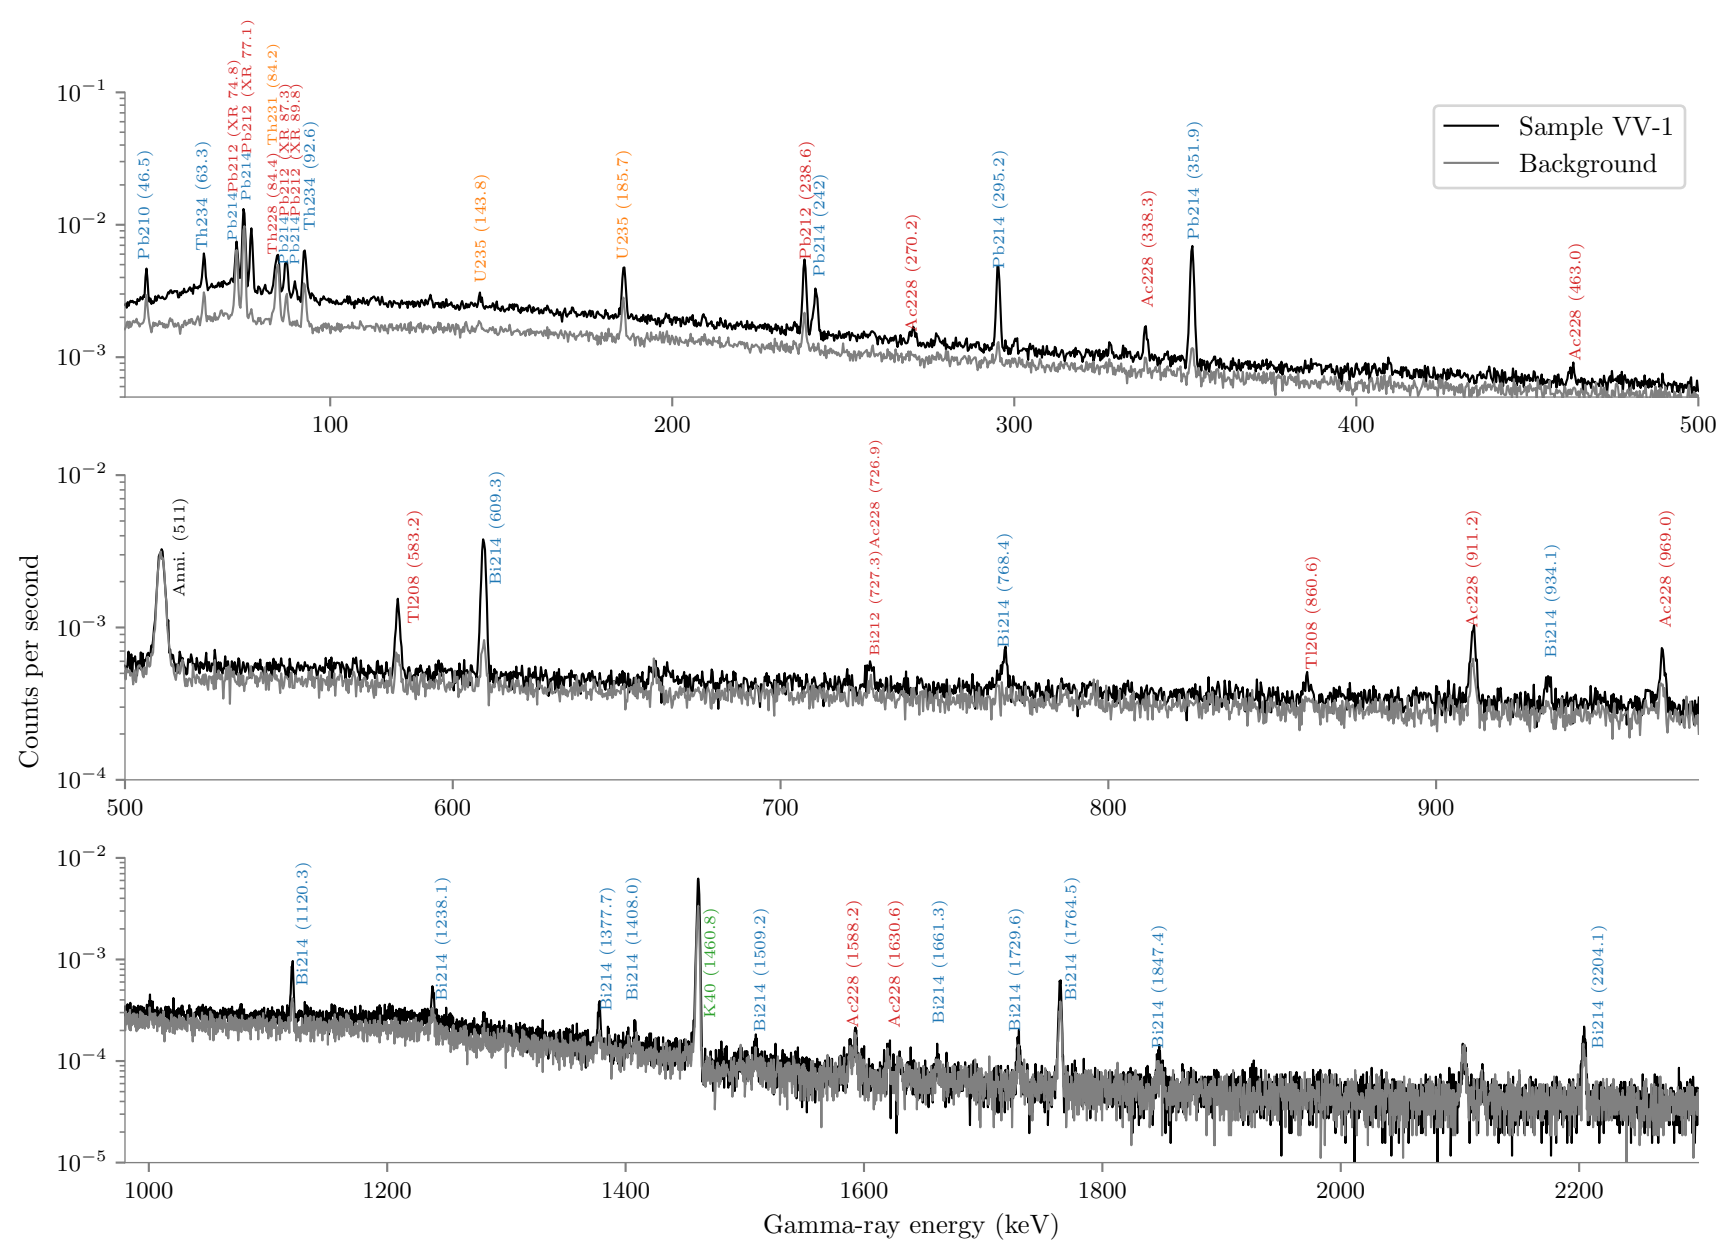 Pb210 (46.5)
Th234 (63.3)
Pb214Pb212 (XR 74.8)
Pb214Pb212 (XR 77.1)
Th228 (84.4) Th231 (84.2)
Pb214Pb212 (XR 87.3)
Pb214Pb212 (XR 89.8)
Th234 (92.6)
U235 (143.8)
U235 (185.7)
Pb212 (238.6)
Pb214 (242)
Ac228 (270.2)
Pb214 (295.2)
Ac228 (338.3)
Pb214 (351.9)
Ac228 (463.0)
Sample VV-1
Background
10⁻¹
10⁻²
10⁻³
100 200 300 400 500
Anni. (511)
Tl208 (583.2)
Bi214 (609.3)
Bi212 (727.3)Ac228 (726.9)
Bi214 (768.4)
Tl208 (860.6)
Ac228 (911.2)
Bi214 (934.1)
Ac228 (969.0)
10⁻²
10⁻³
10⁻⁴
500 600 700 800 900
Counts per second
Bi214 (1120.3)
Bi214 (1238.1)
Bi214 (1377.7)
Bi214 (1408.0)
K40 (1460.8)
Bi214 (1509.2)
Ac228 (1588.2)
Ac228 (1630.6)
Bi214 (1661.3)
Bi214 (1729.6)
Bi214 (1764.5)
Bi214 (1847.4)
Bi214 (2204.1)
10⁻²
10⁻³
10⁻⁴
10⁻⁵
1000 1200 1400 1600 1800 2000 2200
Gamma-ray energy (keV)